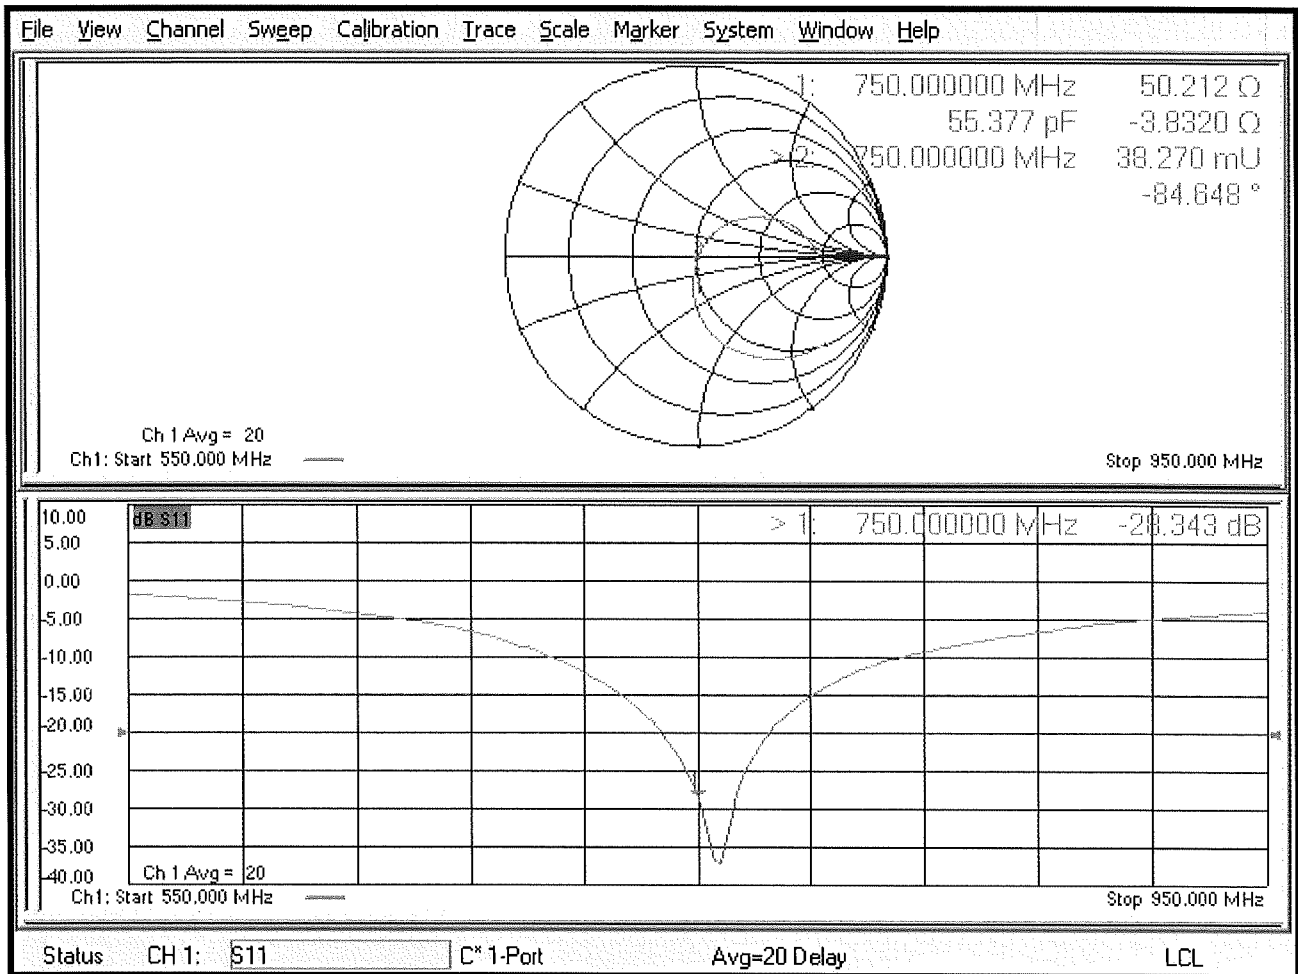 File View Channel Sweep Calibration Trace Scale Marker System Window Help
1: 750.000000 MHz 50.212 Ω
55.377 pF -3.8320 Ω
> 2: 750.000000 MHz 38.270 mU
-84.648 °
Ch 1 Avg = 20
Ch1: Start 550.000 MHz Stop 950.000 MHz
10.00 dB S11 > 1: 750.000000 MHz -28.343 dB
5.00
0.00
-5.00
-10.00
-15.00
-20.00
-25.00
-30.00
-35.00
-40.00 Ch 1 Avg = 20
Ch1: Start 550.000 MHz Stop 950.000 MHz
Status CH 1: S11 C* 1-Port Avg=20 Delay LCL